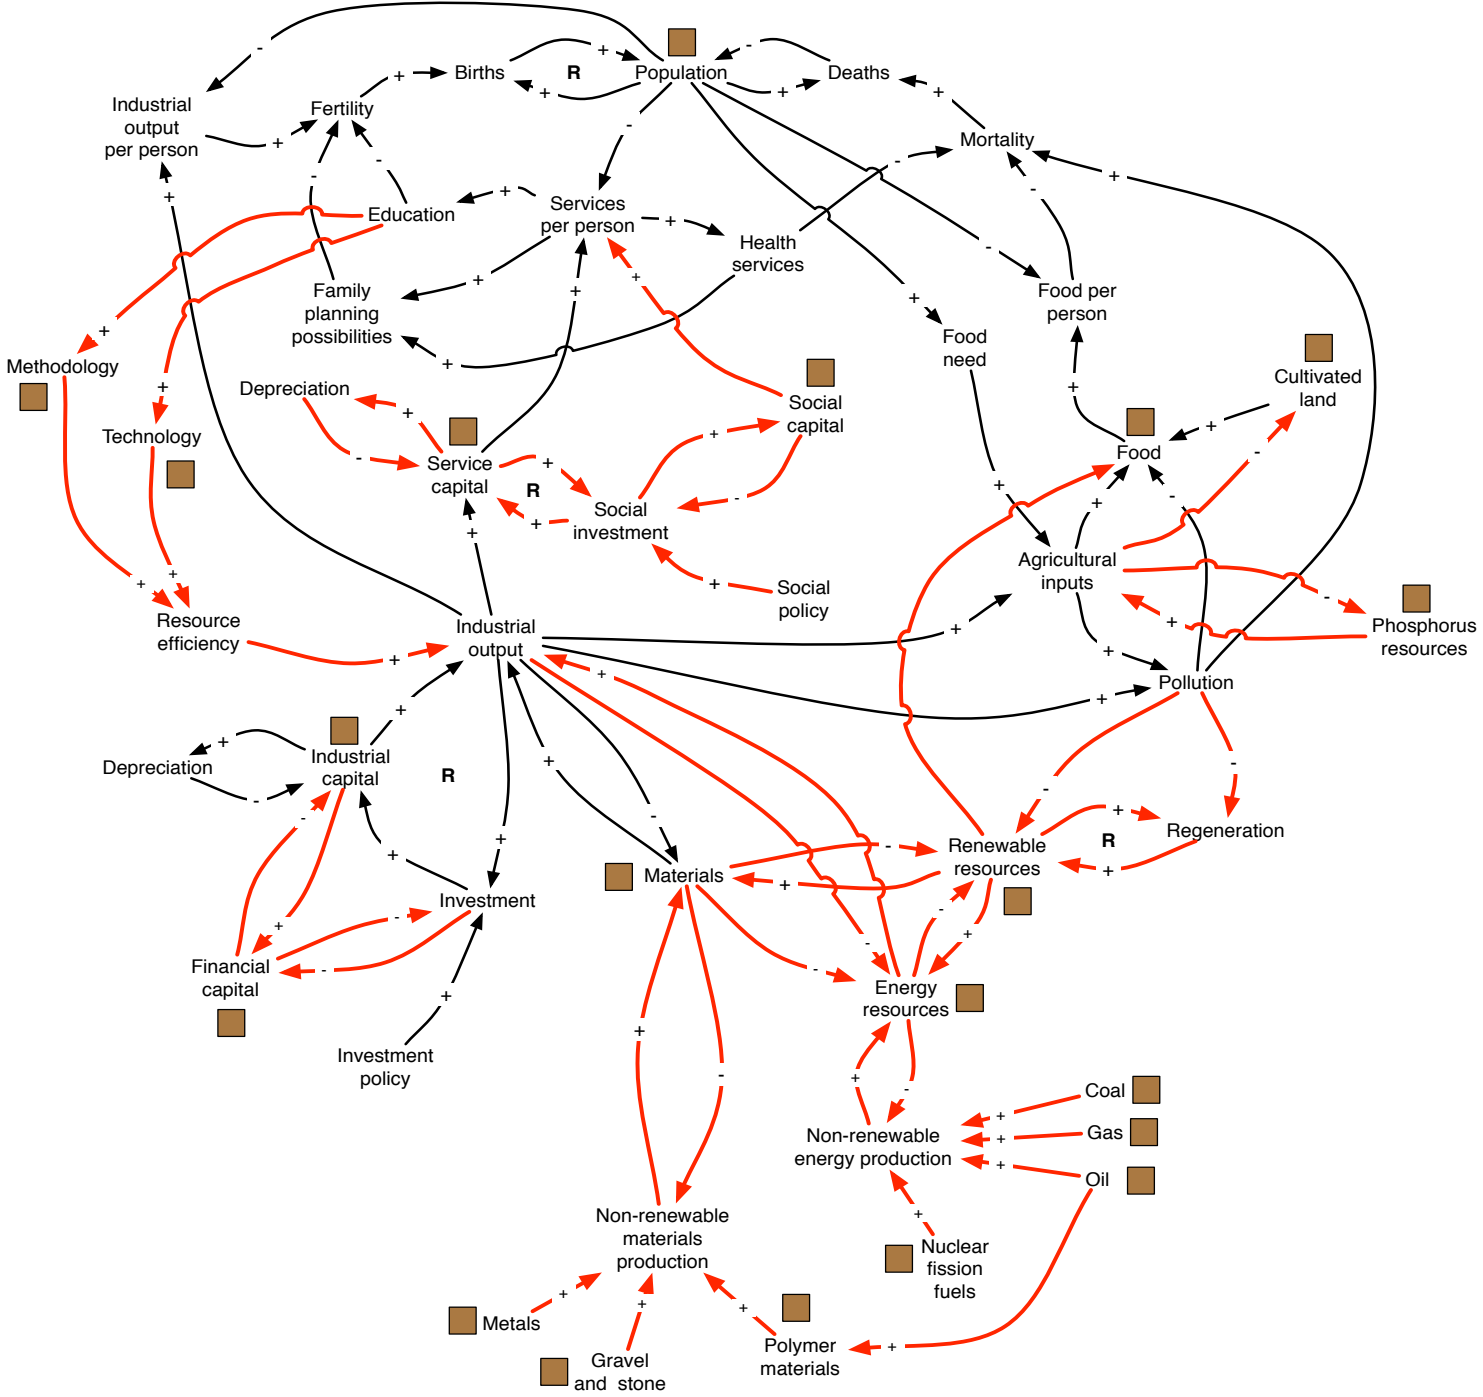 Births
R
Population
Deaths
Industrial
output
per person
Fertility
Mortality
Education
Services
per person
Health
services
Family
planning
possibilities
Food per
person
Food
need
Methodology
Depreciation
Technology
Social
capital
Cultivated
land
Food
Service
capital
R
Social
investment
Social
policy
Agricultural
inputs
Resource
efficiency
Industrial
output
Phosphorus
resources
Pollution
Depreciation
Industrial
capital
R
Renewable
resources
R
Regeneration
Materials
Investment
Financial
capital
Energy
resources
Investment
policy
Coal
Gas
Oil
Non-renewable
energy production
Non-renewable
materials
production
Nuclear
fission
fuels
Metals
Gravel
and stone
Polymer
materials